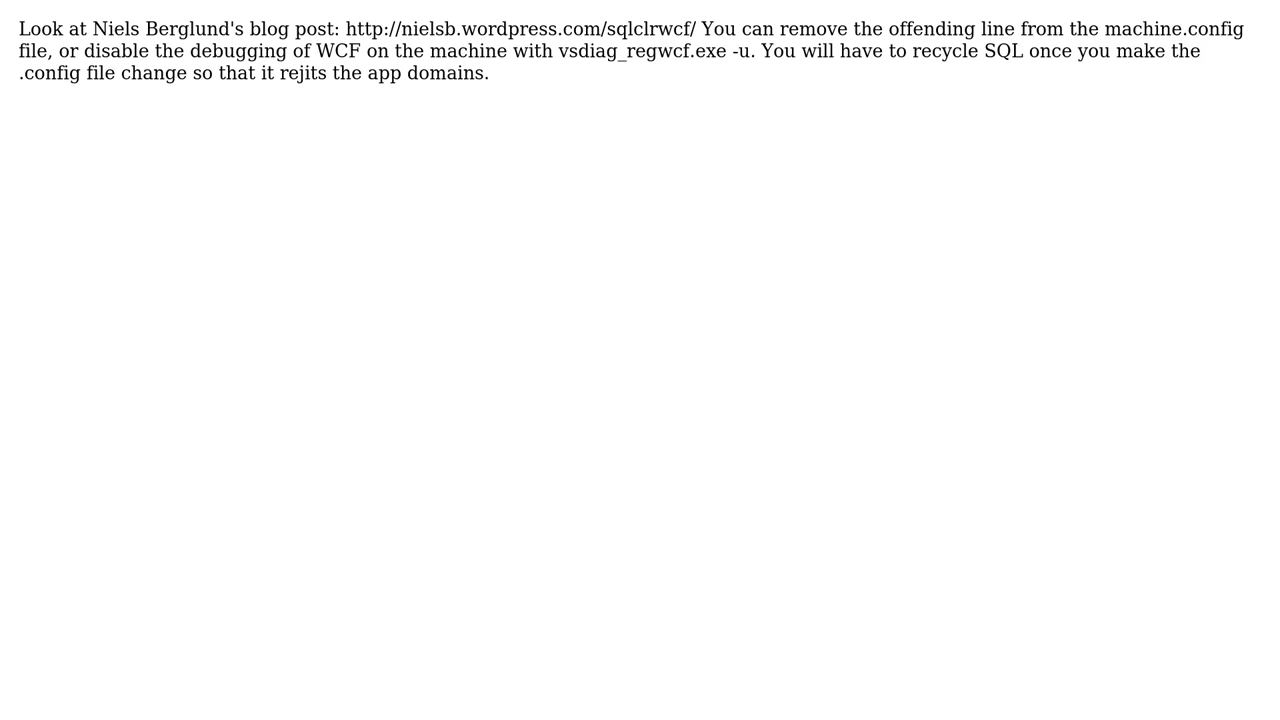 Look at Niels Berglund's blog post: http://nielsb.wordpress.com/sqlclrwcf/ You can remove the offending line from the machine.config
file, or disable the debugging of WCF on the machine with vsdiag_regwcf.exe -u. You will have to recycle SQL once you make the
.config file change so that it rejits the app domains.